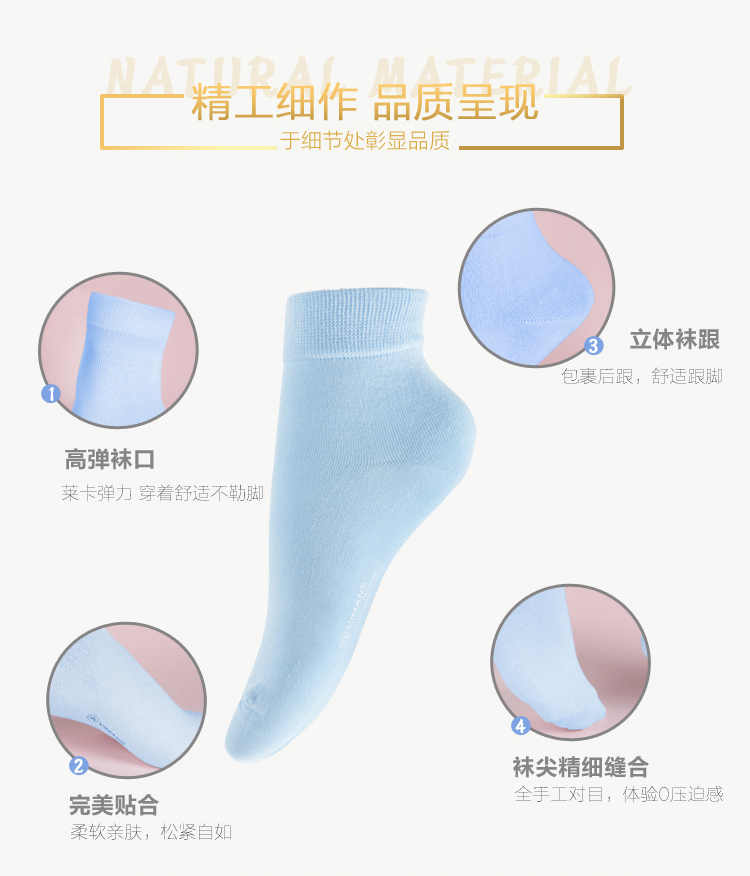 NATURAL MATERIAL
精工细作 品质呈现
于细节处彰显品质
3
立体袜跟
包裹后跟，舒适跟脚
1
高弹袜口
莱卡弹力 穿着舒适不勒脚
VIMANS
4
袜尖精细缝合
全手工对目，体验0压迫感
VIMANS
2
完美贴合
柔软亲肤，松紧自如